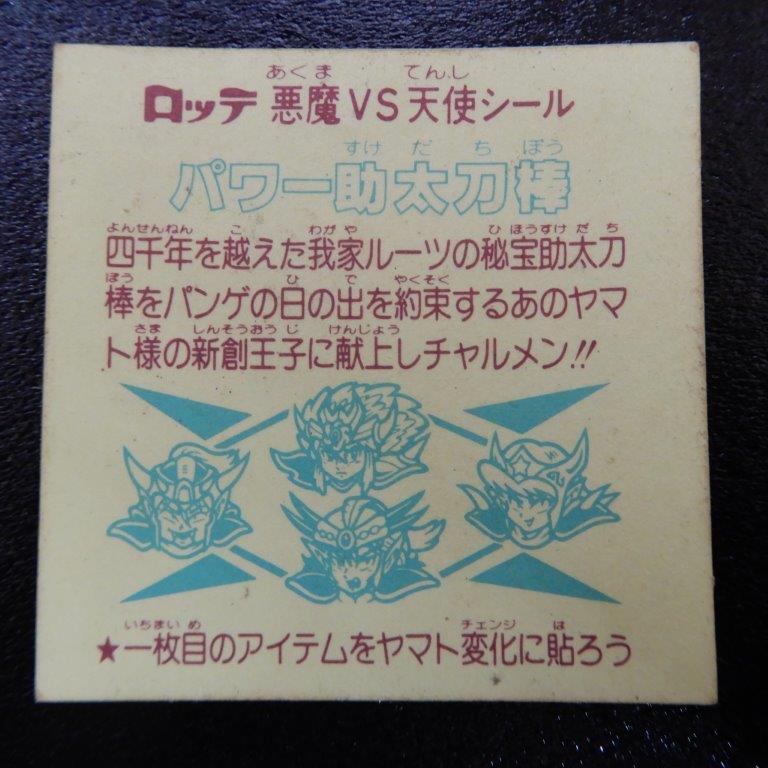 あくま てんし
ロッテ 悪魔VS天使シール
すけ だ ち ぼう
パワー助太刀棒
よんせんねん こ わがや ひほうすけだち
四千年を越えた我家ルーツの秘宝助太刀
ぼう ひ で やくそく
棒をパンゲの日の出を約束するあのヤマ
さま しんそうおうじ けんじょう
ト様の新創王子に献上しチャルメン!!
いちまいめ チェンジ は
★一枚目のアイテムをヤマト変化に貼ろう